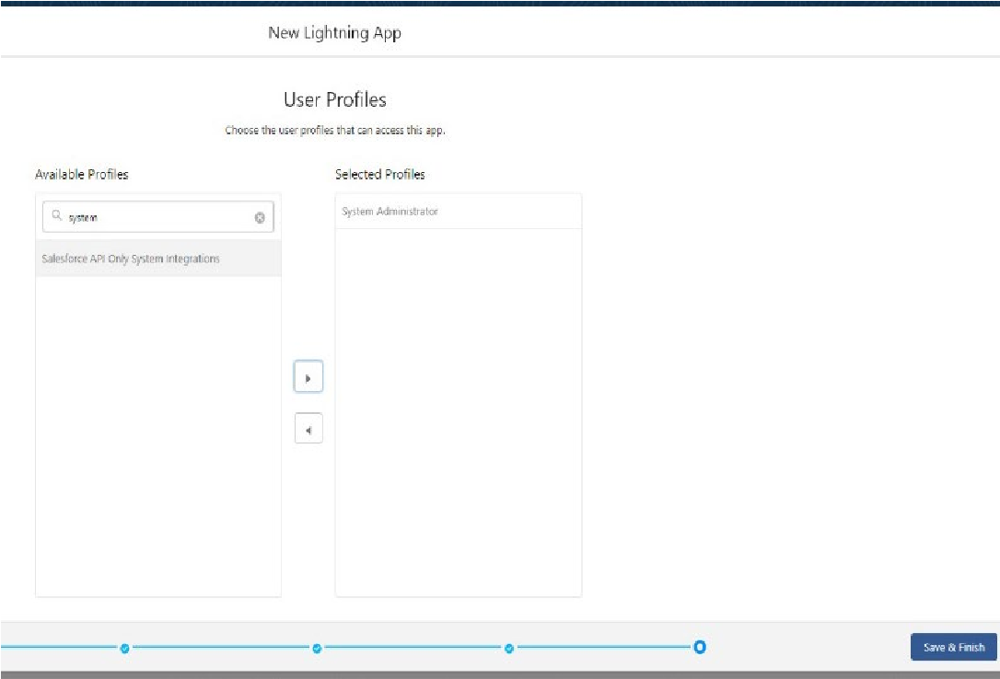 New Lightning App
User Profiles
Choose the user profiles that can access this app.
Available Profiles
Selected Profiles
system
System Administrator
Salesforce API Only System Integrations
Save & Finish